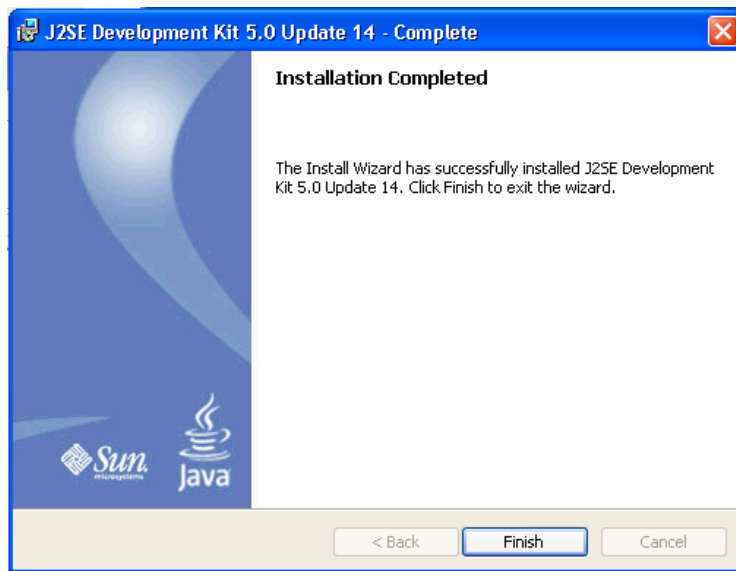 J2SE Development Kit 5.0 Update 14 - Complete
Installation Completed
The Install Wizard has successfully installed J2SE Development
Kit 5.0 Update 14. Click Finish to exit the wizard.
Sun
microsystems
Java
< Back
Finish
Cancel